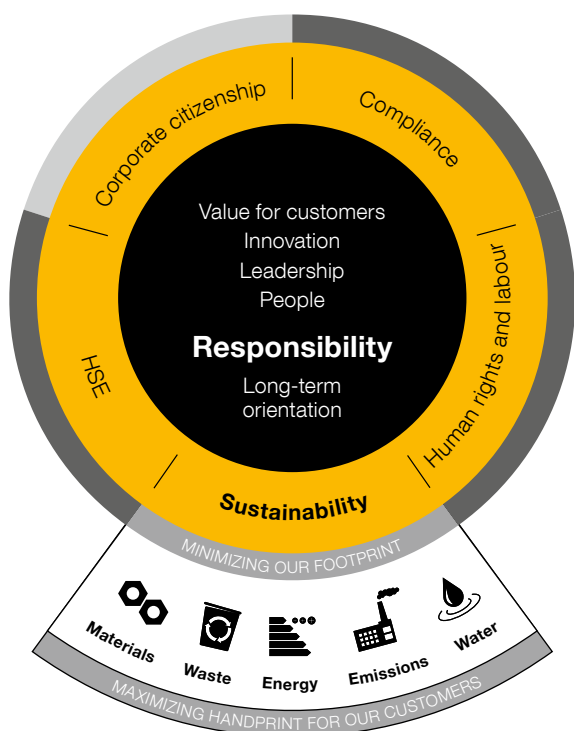 Corporate citizenship
Compliance
Value for customers
Innovation
Leadership
People
Responsibility
Long-term
orientation
HSE
Human rights and labour
Sustainability
MINIMIZING OUR FOOTPRINT
Materials
Waste
Energy
Emissions
Water
MAXIMIZING HANDPRINT FOR OUR CUSTOMERS